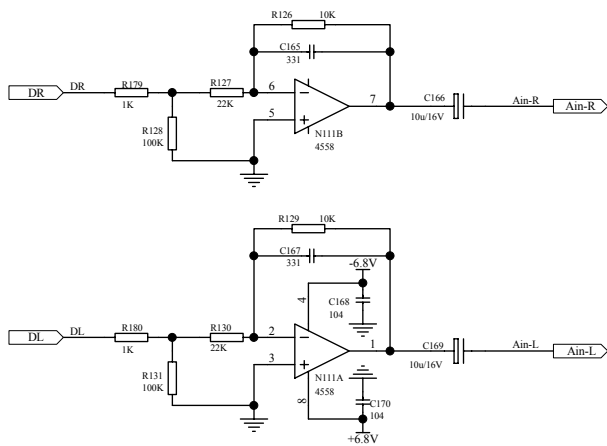 R126 10K
C165
331
DR DR R179 R127 6 7 C166 Ain-R Ain-R
1K 22K 5 10u/16V
R128
100K
N111B
4558
R129 10K
C167
331
-6.8V
4 C168
104
DL DL R180 R130 2 1 C169 Ain-L Ain-L
1K 22K 3 10u/16V
R131
100K
N111A
4558
8 C170
104
+6.8V